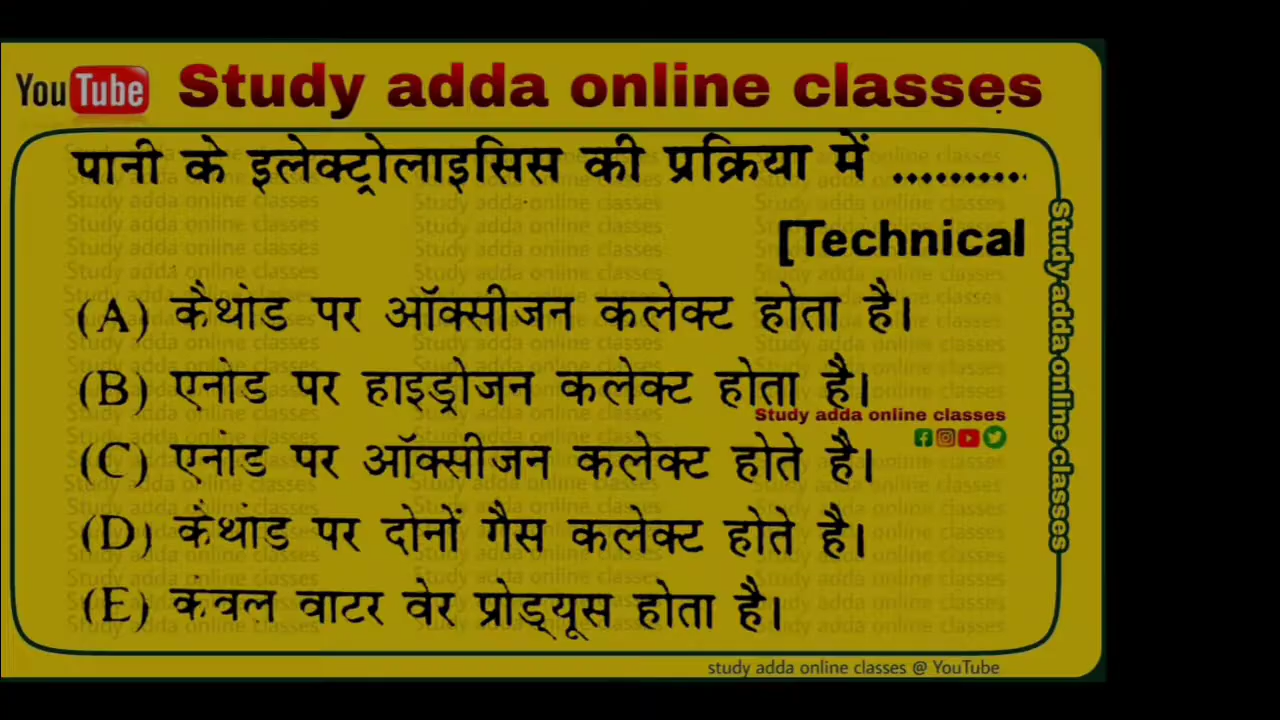 YouTube Study adda online classes
पानी के इलेक्ट्रोलाइसिस की प्रक्रिया में ..........
[Technical
(A) कैथोड पर ऑक्सीजन कलेक्ट होता है।
(B) एनोड पर हाइड्रोजन कलेक्ट होता है।
Study adda online classes
(C) एनोड पर ऑक्सीजन कलेक्ट होते है।
(D) कैथोड पर दोनों गैस कलेक्ट होते है।
(E) केवल वाटर वेर प्रोड्यूस होता है।
Study adda online classes
study adda online classes @ YouTube